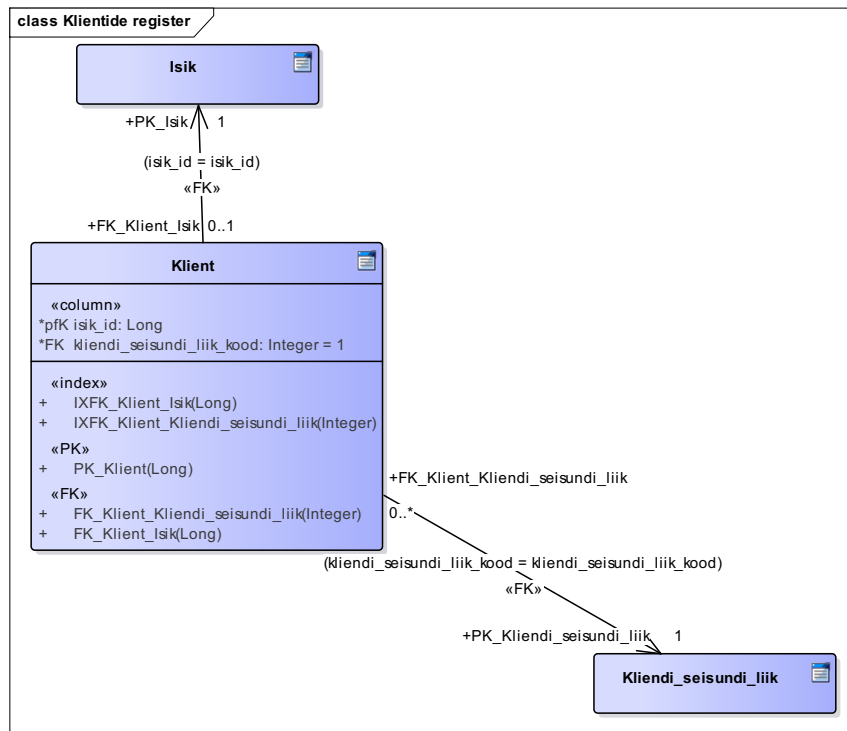 class Klientide register
Isik
+PK_Isik 1
(isik_id = isik_id)
«FK»
+FK_Klient_Isik 0..1
Klient
«column»
*pfK isik_id: Long
*FK kliendi_seisundi_liik_kood: Integer = 1
«index»
+ IXFK_Klient_Isik(Long)
+ IXFK_Klient_Kliendi_seisundi_liik(Integer)
«PK»
+ PK_Klient(Long)
«FK»
+ FK_Klient_Kliendi_seisundi_liik(Integer)
+ FK_Klient_Isik(Long)
+FK_Klient_Kliendi_seisundi_liik
0..*
(kliendi_seisundi_liik_kood = kliendi_seisundi_liik_kood)
«FK»
+PK_Kliendi_seisundi_liik 1
Kliendi_seisundi_liik